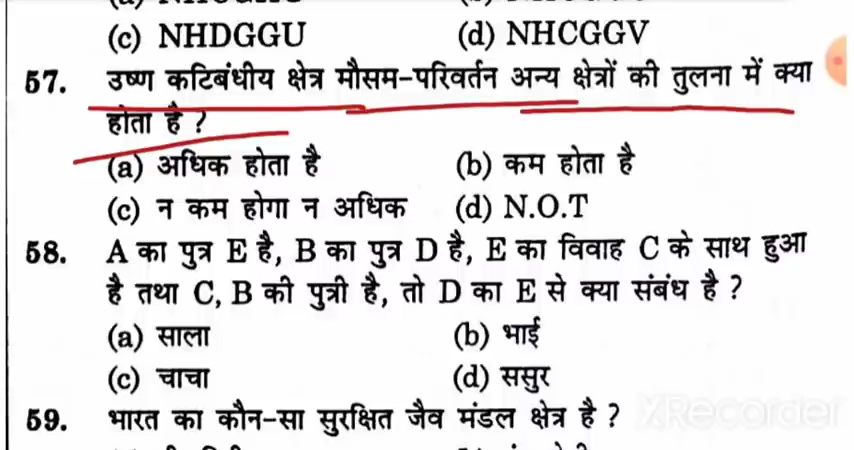 (c) NHDGGU (d) NHCGGV
57. उष्ण कटिबंधीय क्षेत्र मौसम-परिवर्तन अन्य क्षेत्रों की तुलना में क्या
होता है ?
(a) अधिक होता है (b) कम होता है
(c) न कम होगा न अधिक (d) N.O.T
58. A का पुत्र E है, B का पुत्र D है, E का विवाह C के साथ हुआ
है तथा C, B की पुत्री है, तो D का E से क्या संबंध है ?
(a) साला (b) भाई
(c) चाचा (d) ससुर
59. भारत का कौन-सा सुरक्षित जैव मंडल क्षेत्र है ?
XRecorder